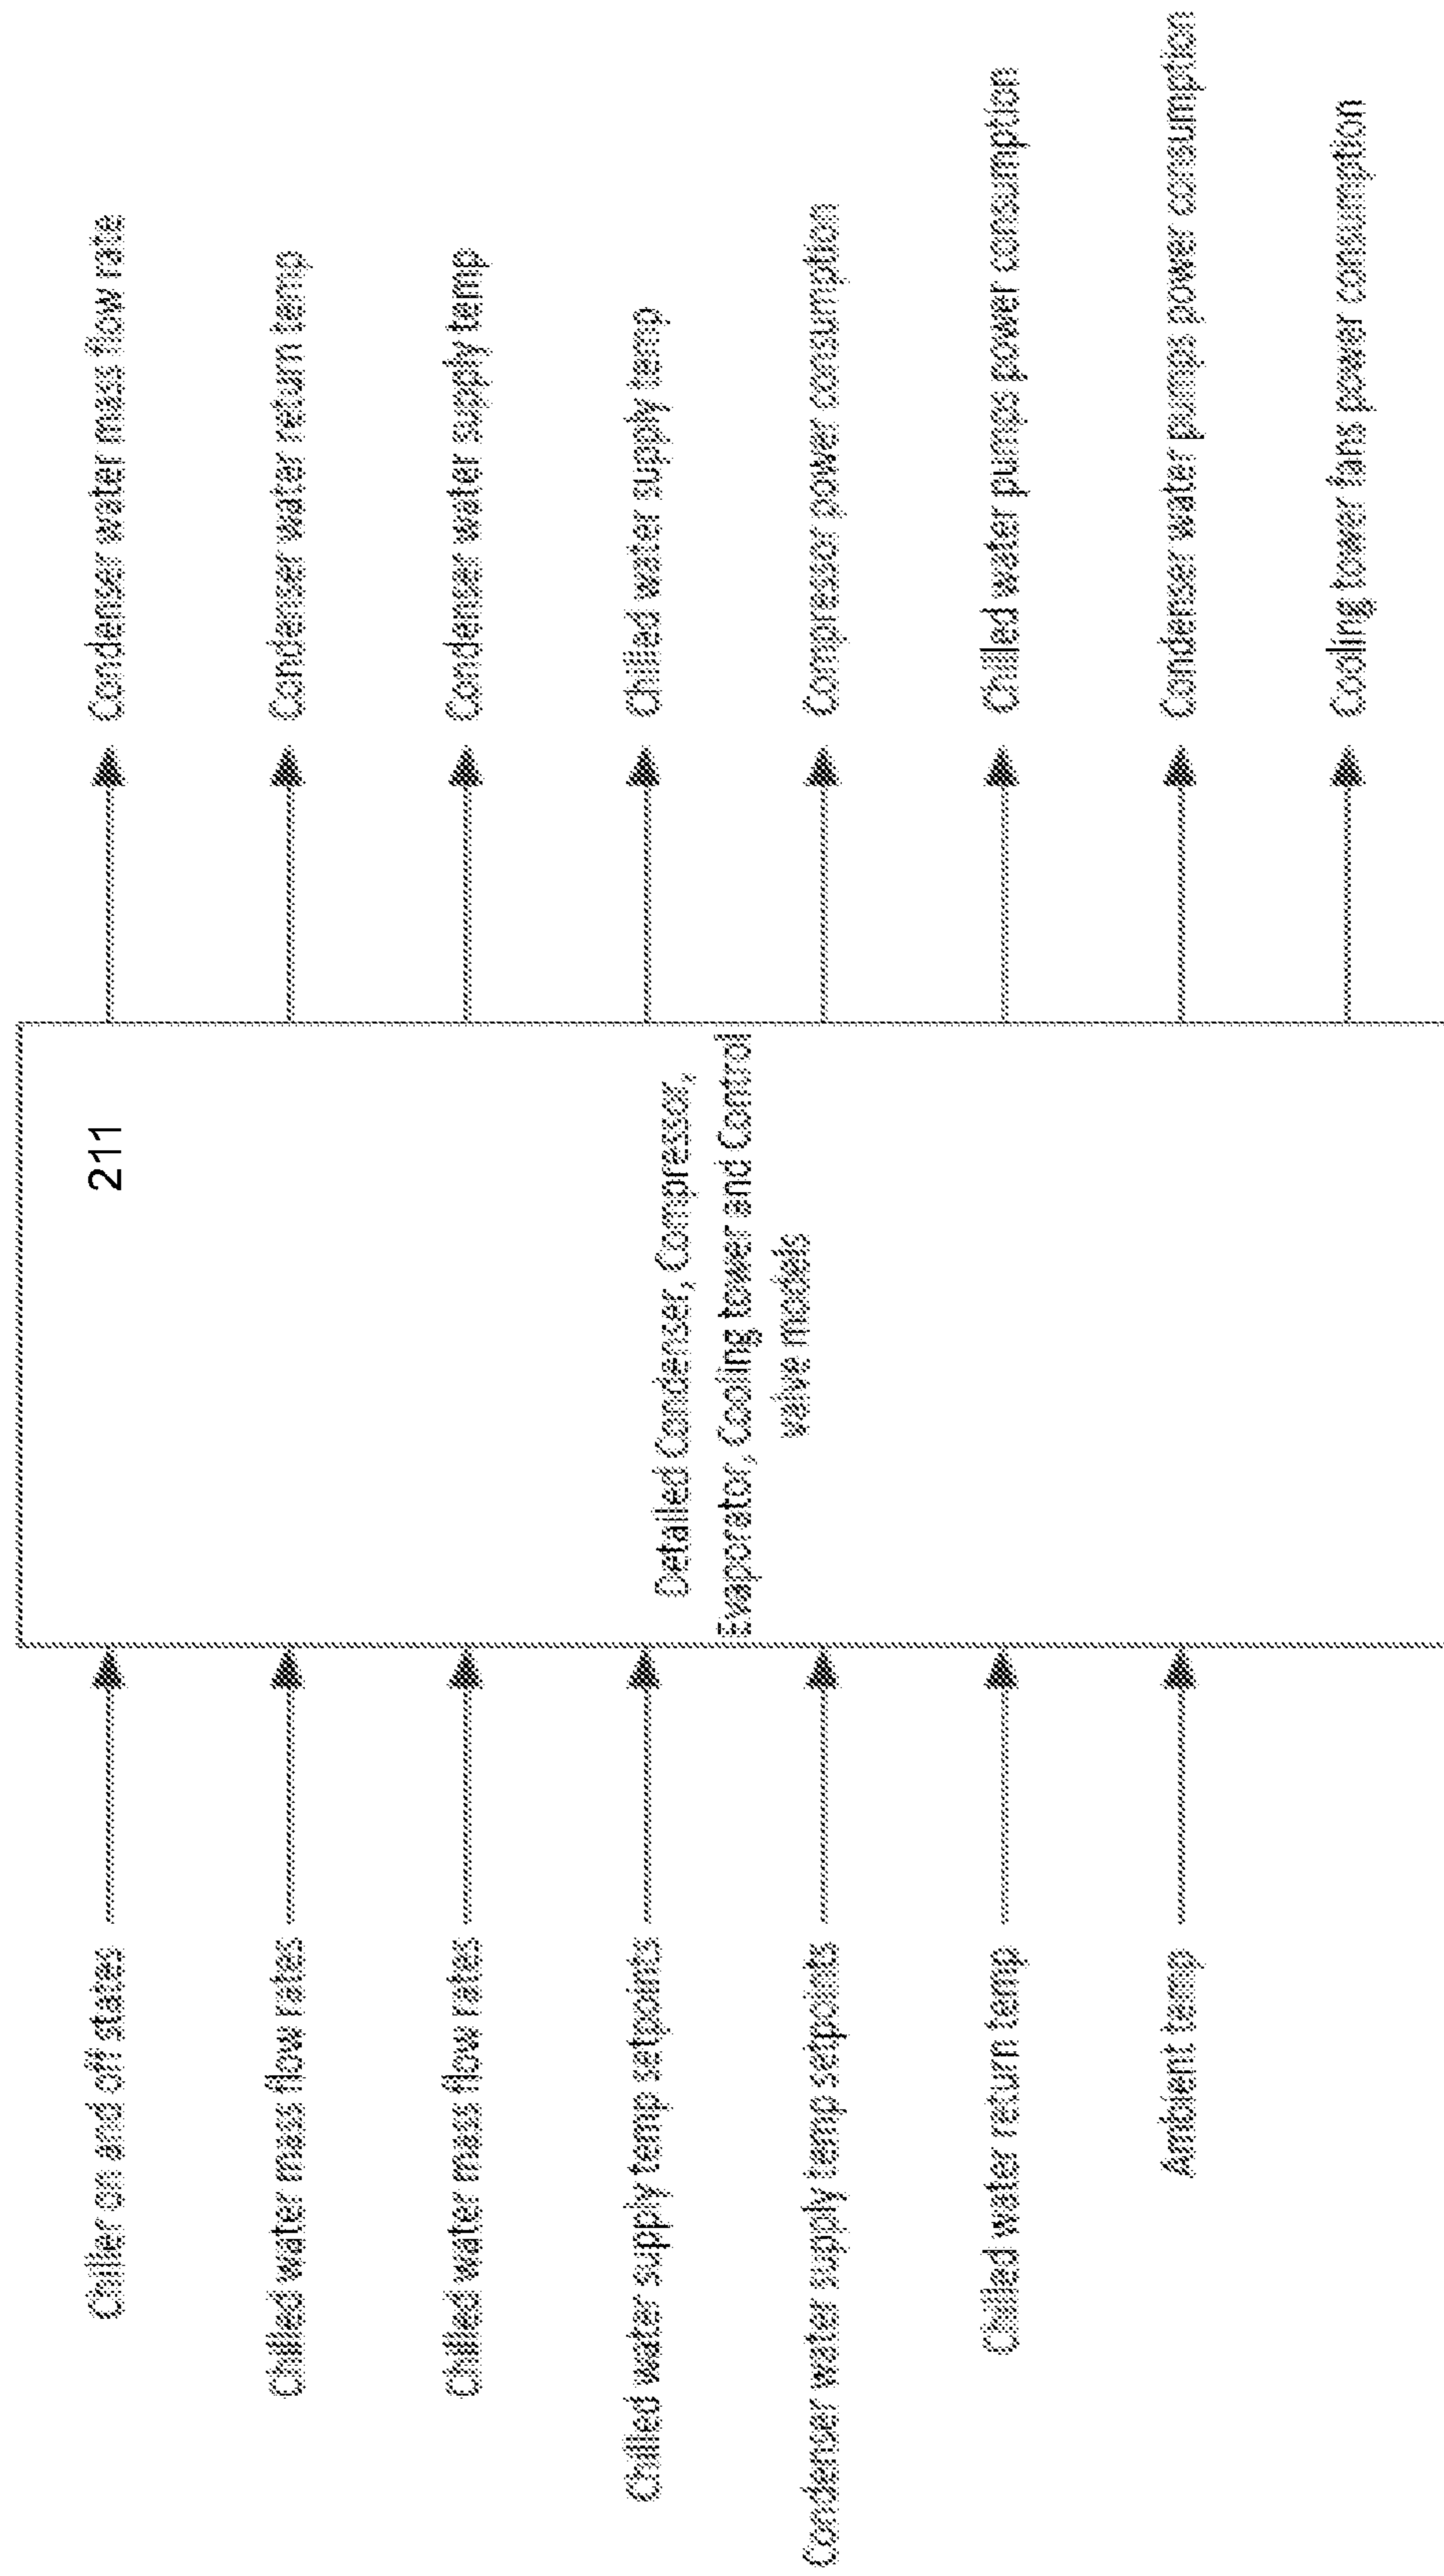 Chiller on and off states
Chilled water mass flow rates
Chilled water mass flow rates
Chilled water supply temp setpoints
Condenser water supply temp setpoints
Chilled water return temp
Ambient temp
211
Detailed Condenser, Compressor,
Evaporator, Cooling tower and Control
valve models
Condenser water mass flow rate
Condenser water return temp
Condenser water supply temp
Chilled water supply temp
Compressor power consumption
Chilled water pumps power consumption
Condenser water pumps power consumption
Cooling tower fans power consumption